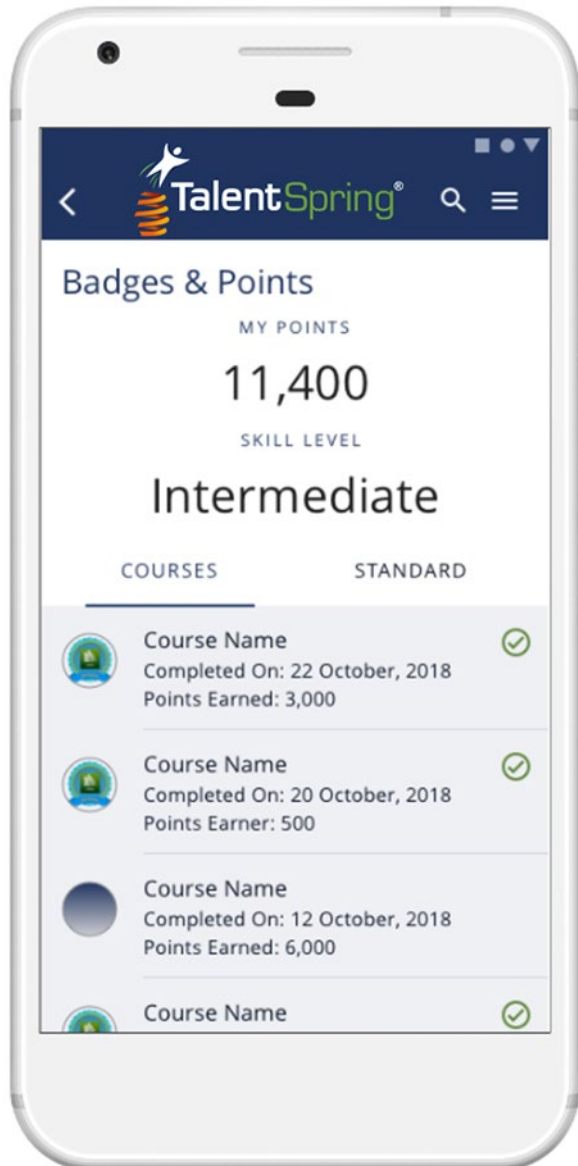 TalentSpring®
Badges & Points
MY POINTS
11,400
SKILL LEVEL
Intermediate
COURSES STANDARD
Course Name
Completed On: 22 October, 2018
Points Earned: 3,000
Course Name
Completed On: 20 October, 2018
Points Earner: 500
Course Name
Completed On: 12 October, 2018
Points Earned: 6,000
Course Name